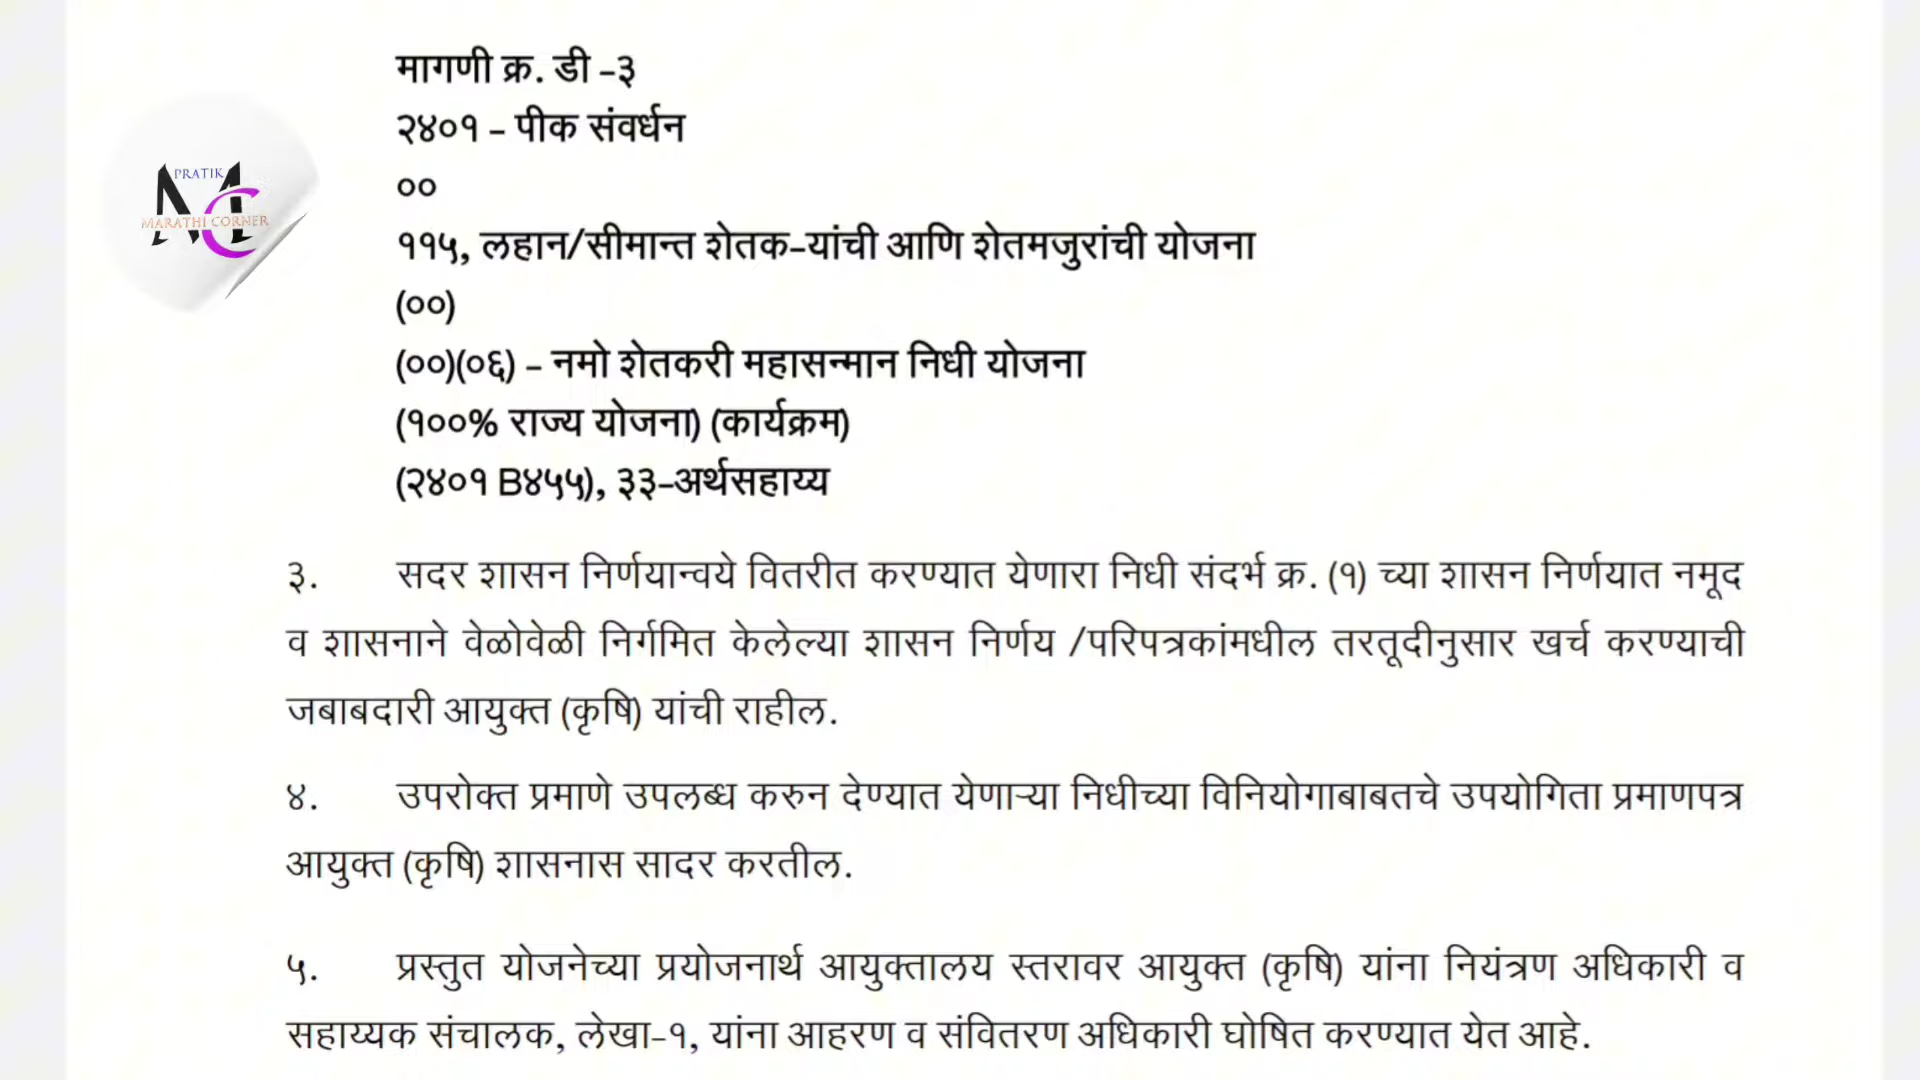 मागणी क्र. डी -३
२४०१ - पीक संवर्धन
००
११५, लहान/सीमान्त शेतक-यांची आणि शेतमजुरांची योजना
(००)
(००)(०६) - नमो शेतकरी महासन्मान निधी योजना
(१००% राज्य योजना) (कार्यक्रम)
(२४०१ B४५५), ३३-अर्थसहाय्य
PRATIK
MC
MARATHI CORNER
३. सदर शासन निर्णयान्वये वितरीत करण्यात येणारा निधी संदर्भ क्र. (१) च्या शासन निर्णयात नमूद
व शासनाने वेळोवेळी निर्गमित केलेल्या शासन निर्णय /परिपत्रकांमधील तरतूदीनुसार खर्च करण्याची
जबाबदारी आयुक्त (कृषि) यांची राहील.
४. उपरोक्त प्रमाणे उपलब्ध करुन देण्यात येणाऱ्या निधीच्या विनियोगाबाबतचे उपयोगिता प्रमाणपत्र
आयुक्त (कृषि) शासनास सादर करतील.
५. प्रस्तुत योजनेच्या प्रयोजनार्थ आयुक्तालय स्तरावर आयुक्त (कृषि) यांना नियंत्रण अधिकारी व
सहाय्यक संचालक, लेखा-१, यांना आहरण व संवितरण अधिकारी घोषित करण्यात येत आहे.